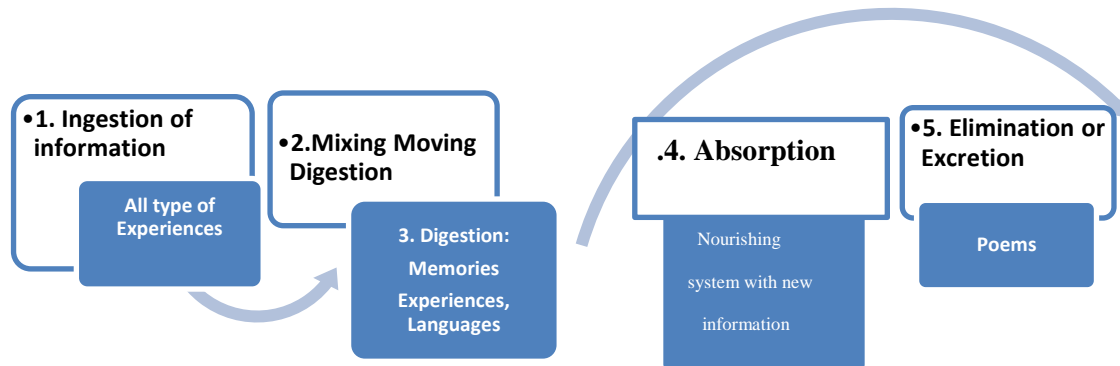 •1. Ingestion of
information
All type of
Experiences
•2.Mixing Moving
Digestion
3. Digestion:
Memories
Experiences,
Languages
.4. Absorption
Nourishing
system with new
information
•5. Elimination or
Excretion
Poems